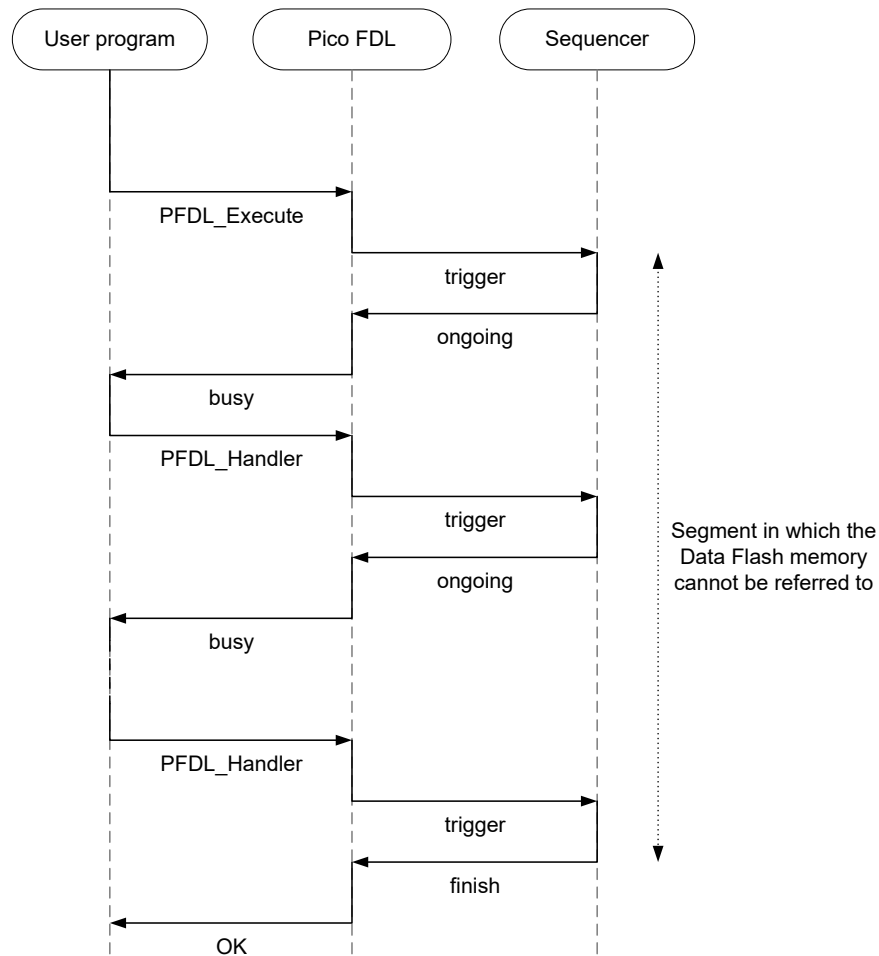 User program
Pico FDL
Sequencer
PFDL_Execute
trigger
ongoing
busy
PFDL_Handler
trigger
Segment in which the
Data Flash memory
cannot be referred to
ongoing
busy
PFDL_Handler
trigger
finish
OK